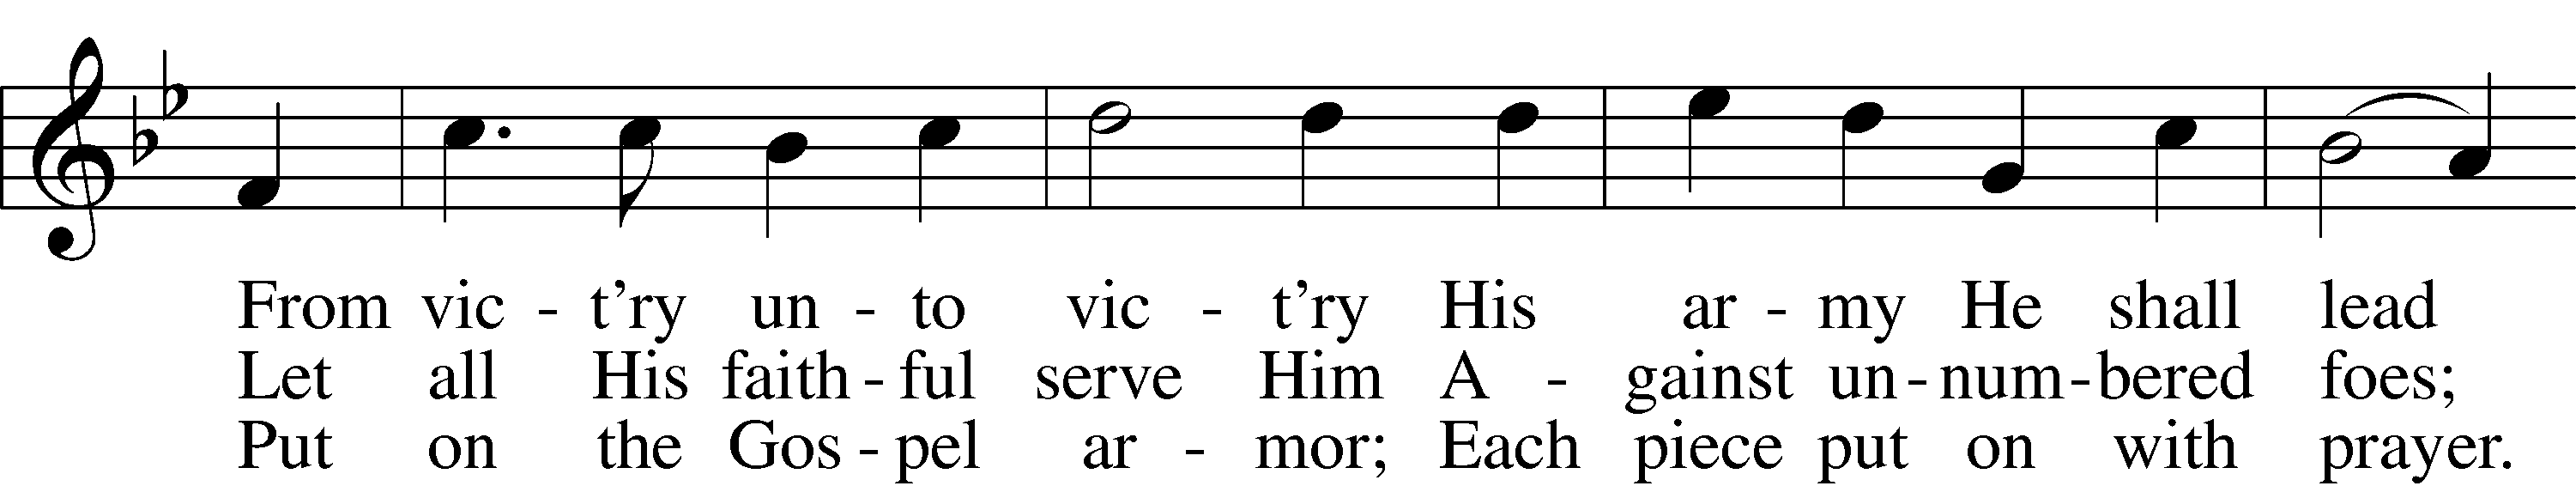 From vic - t’ry un - to vic - t’ry His ar - my He shall lead
Let all His faith - ful serve Him A - gainst un - num - bered foes;
Put on the Gos - pel ar - mor; Each piece put on with prayer.